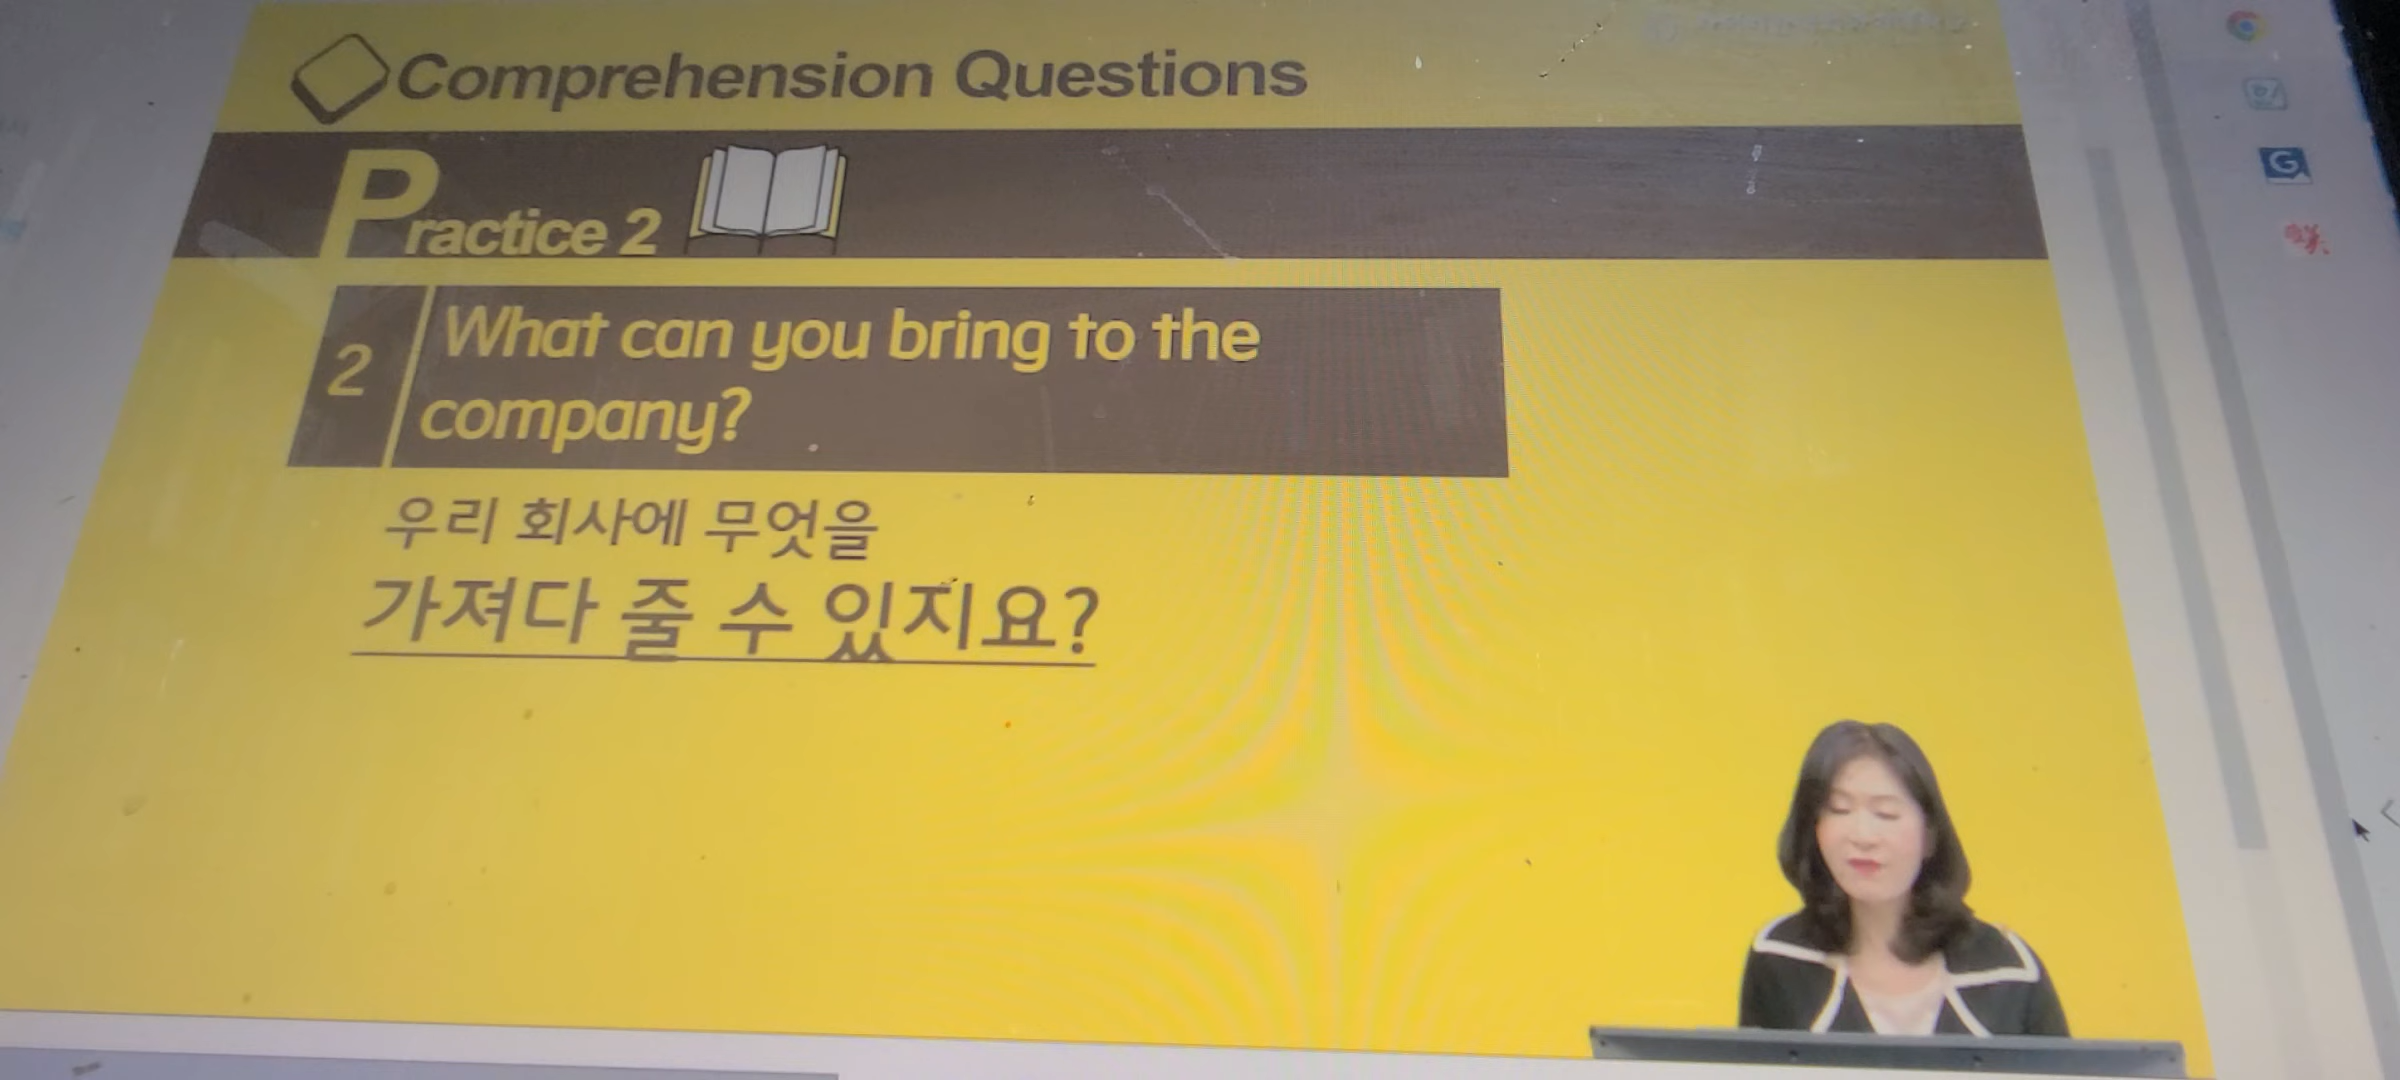 Comprehension Questions
Practice 2
2
What can you bring to the
company?
우리 회사에 무엇을
가져다 줄 수 있지요?